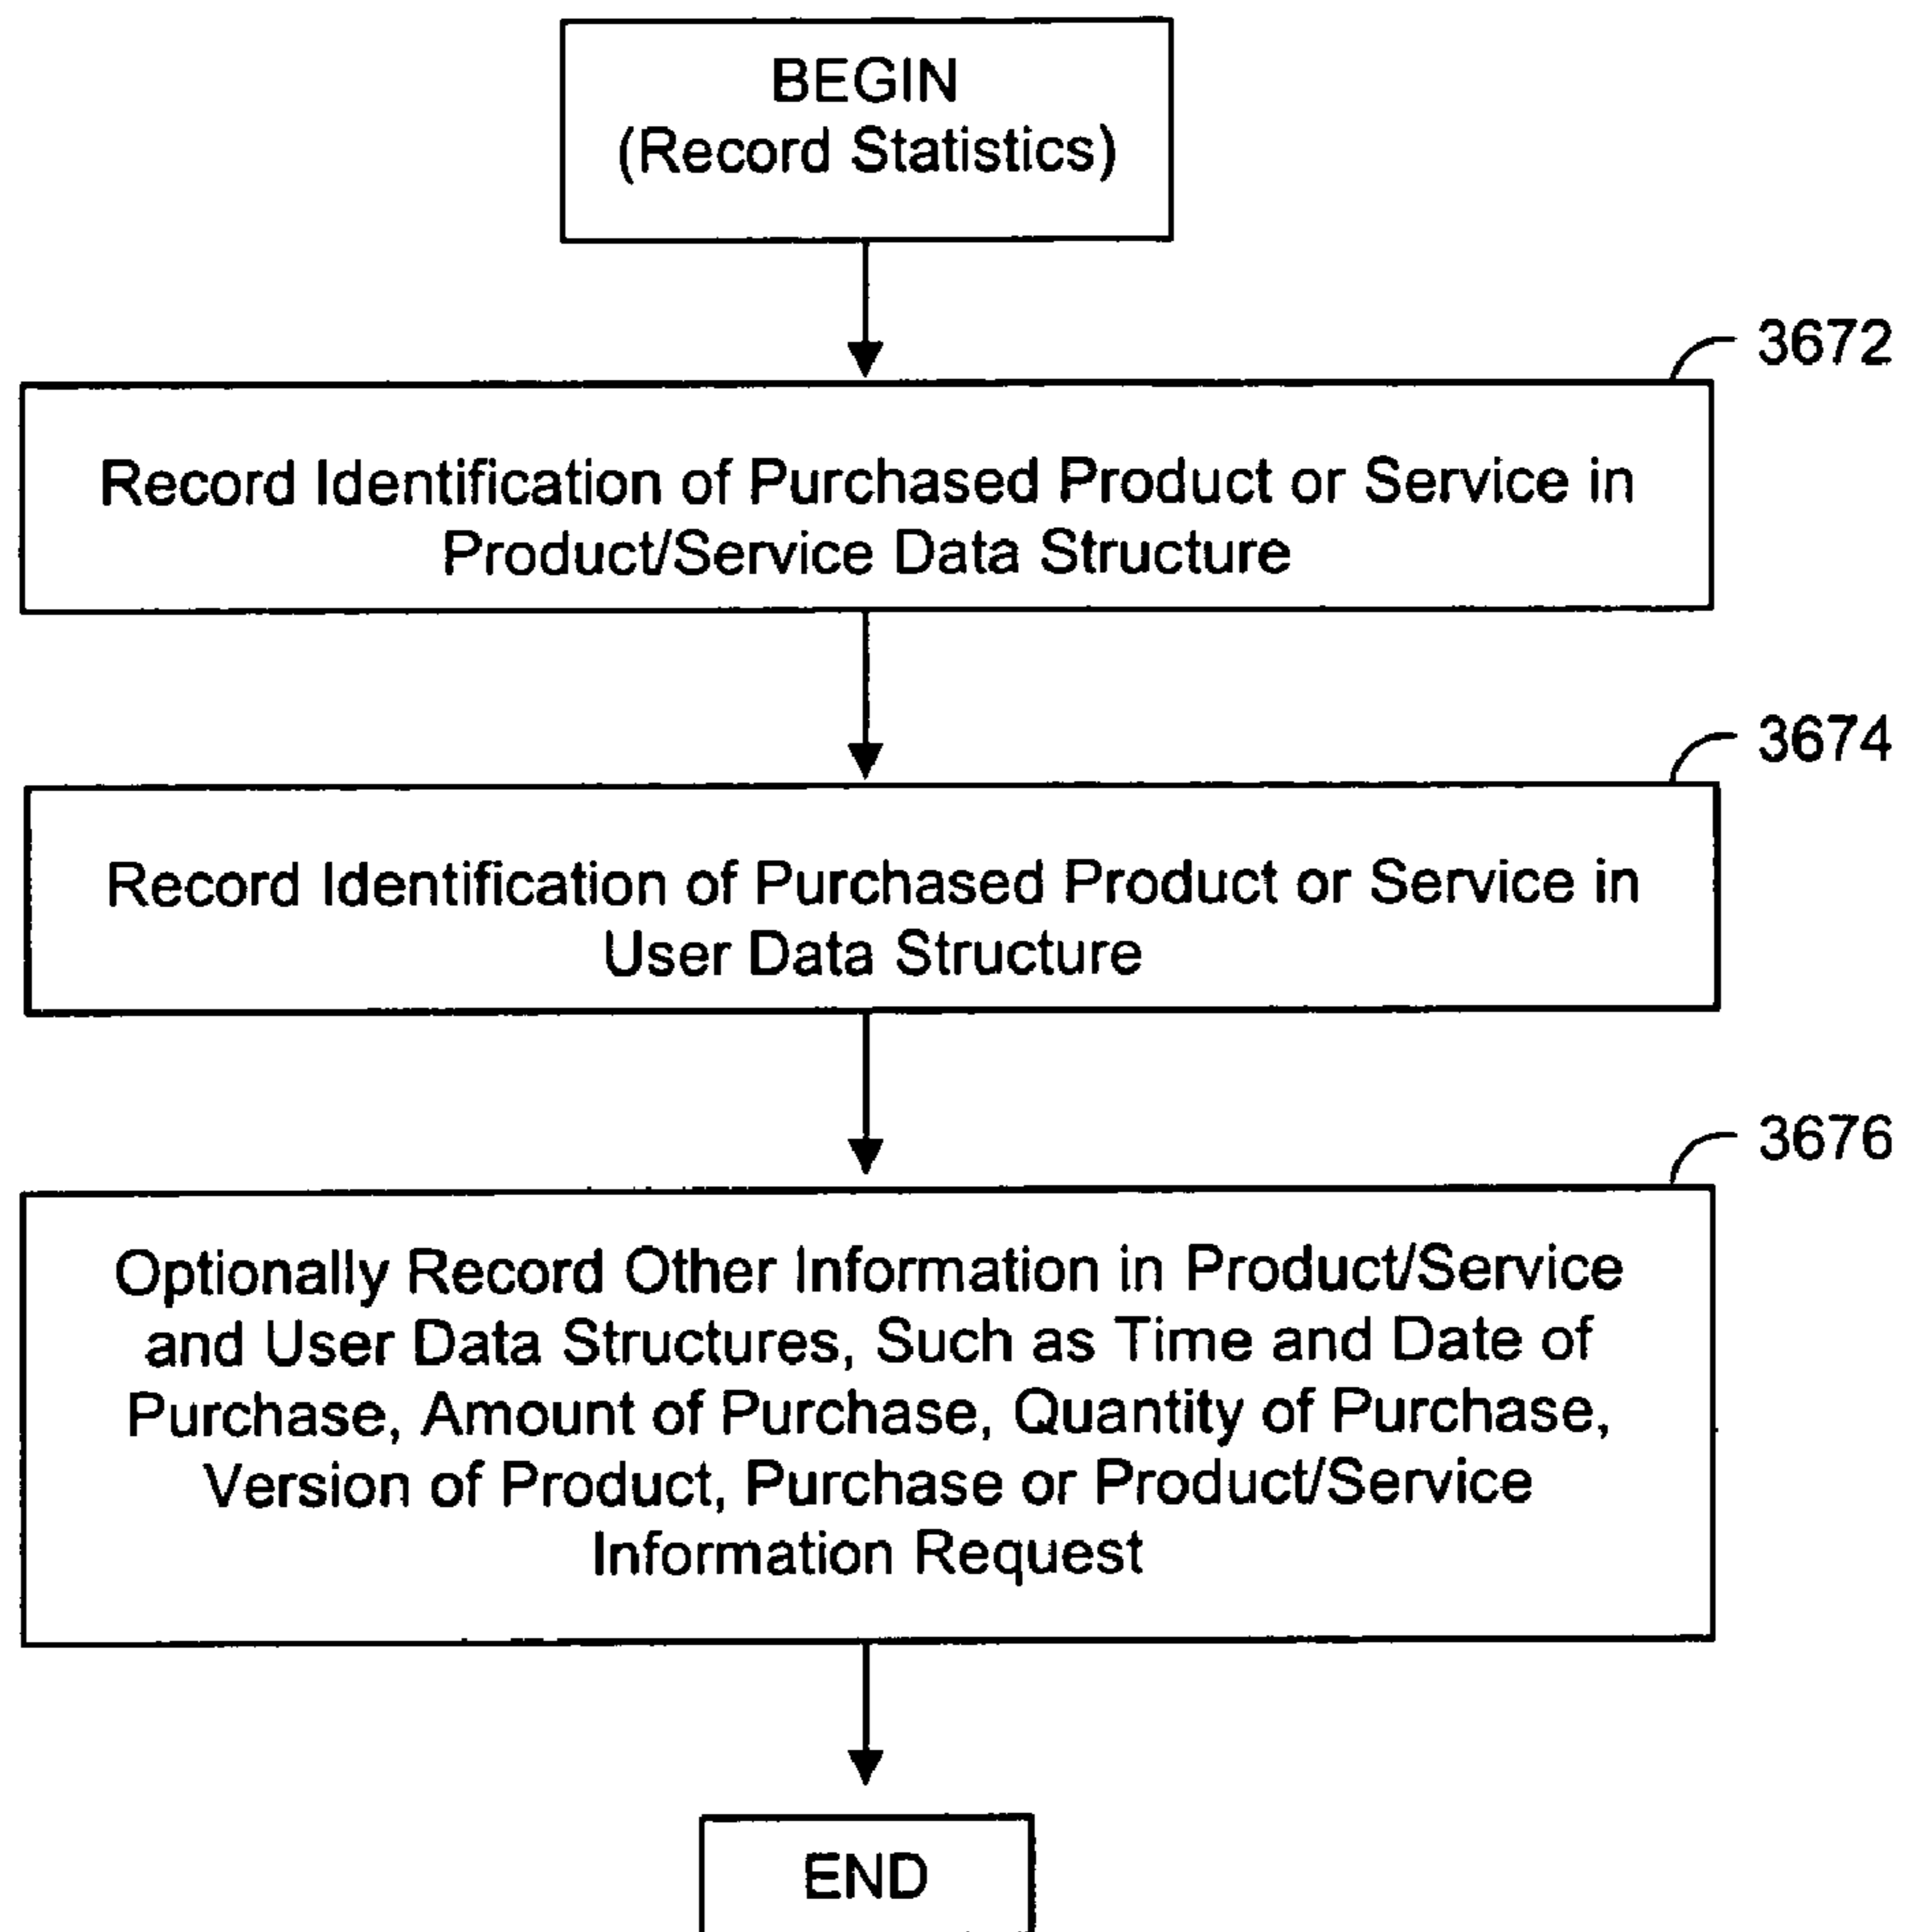 BEGIN
(Record Statistics)
3672
Record Identification of Purchased Product or Service in
Product/Service Data Structure
3674
Record Identification of Purchased Product or Service in
User Data Structure
3676
Optionally Record Other Information in Product/Service
and User Data Structures, Such as Time and Date of
Purchase, Amount of Purchase, Quantity of Purchase,
Version of Product, Purchase or Product/Service
Information Request
END